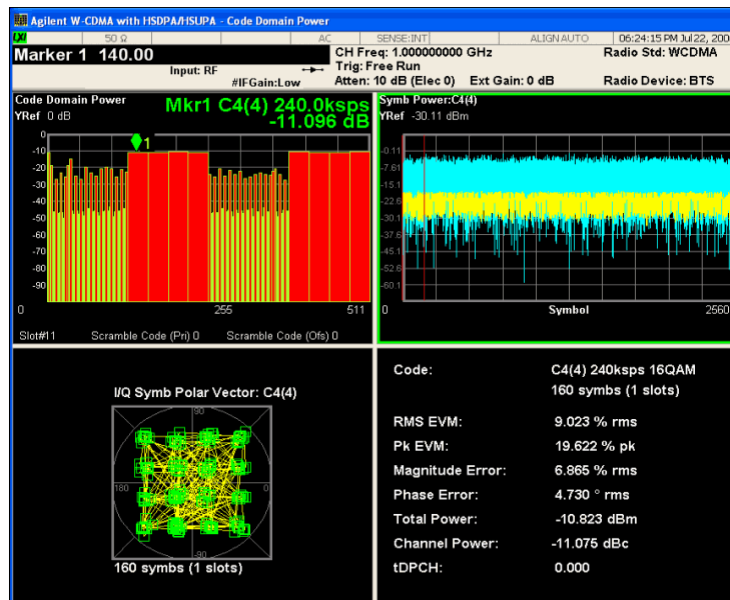 Agilent W-CDMA with HSDPA/HSUPA - Code Domain Power
LXI 50 Ω AC SENSE:INT ALIGN AUTO 06:24:15 PM Jul 22, 200
Marker 1 140.00
CH Freq: 1.000000000 GHz Radio Std: WCDMA
Input: RF Trig: Free Run
#IFGain:Low Atten: 10 dB (Elec 0) Ext Gain: 0 dB Radio Device: BTS
Code Domain Power
Mkr1 C4(4) 240.0ksps
YRef 0 dB
-11.096 dB
0
1
-10
-20
-30
-40
-50
-60
-70
-80
-90
0 255 511
Slot#11 Scramble Code (Pri) 0 Scramble Code (Ofs) 0
Symb Power:C4(4)
YRef -30.11 dBm
-0.11
-7.61
-15.1
-22.6
-30.1
-37.6
-45.1
-52.6
-60.1
0 Symbol 2560
I/Q Symb Polar Vector: C4(4)
90
180 0
-90
160 symbs (1 slots)
Code: C4(4) 240ksps 16QAM
160 symbs (1 slots)
RMS EVM: 9.023 % rms
Pk EVM: 19.622 % pk
Magnitude Error: 6.865 % rms
Phase Error: 4.730 ° rms
Total Power: -10.823 dBm
Channel Power: -11.075 dBc
tDPCH: 0.000